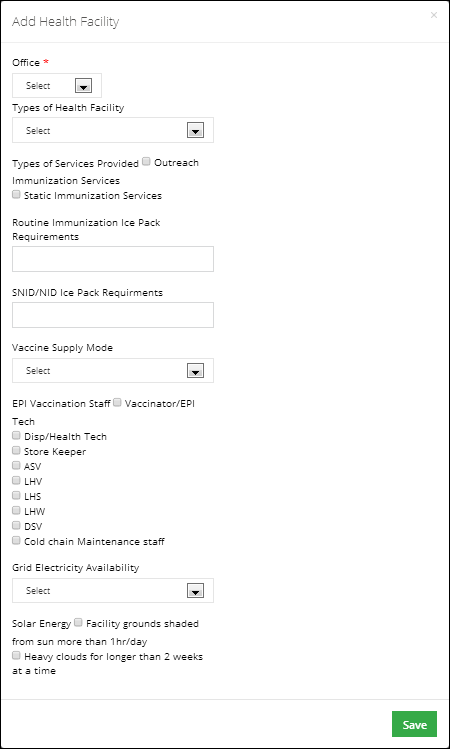 Add Health Facility ×
Office *
Select
Types of Health Facility
Select
Types of Services Provided Outreach
Immunization Services
Static Immunization Services
Routine Immunization Ice Pack
Requirements
SNID/NID Ice Pack Requirments
Vaccine Supply Mode
Select
EPI Vaccination Staff Vaccinator/EPI
Tech
Disp/Health Tech
Store Keeper
ASV
LHV
LHS
LHW
DSV
Cold chain Maintenance staff
Grid Electricity Availability
Select
Solar Energy Facility grounds shaded
from sun more than 1hr/day
Heavy clouds for longer than 2 weeks
at a time
Save